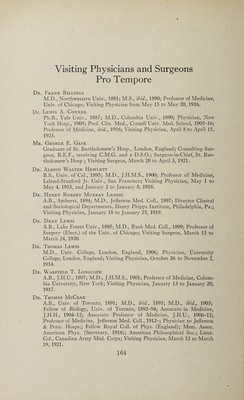 Visiting Physicians and Surgeons
Pro Tempore
Dr. Frank Billings
M.D., Northwestern Univ., 1881; M.S., ibid., 1890; Professor of Medicine,
Univ. of Chicago; Visiting Physician from May 15 to May 20, 1916.
Dr. Lewis A. Conner
Ph.B., Yale Univ., 1887; M.D., Columbia Univ., 1890; Physician, New
York Hosp., 1905; Prof. Clin. Med., Cornell Univ. Med. School, 1905-16;
Professor of Medicine, ibid., 1916; Visiting Physician, April 8 to April 15,
1923.
Mr. George E. Gask
Graduate of St. Bartholomew's Hosp., London, England; Consulting Sur-
geon, B.E.F., receiving C.M.G. and a D.S.O.; Surgeon-in-Chief, St. Bar-
tholomew's Hosp.; Visiting Surgeon, March 20 to April 3, 1921.
Dr. Albion Walter Hewlett
B.S., Univ. of Cal., 1895; M.D., J.H.M.S., 1900; Professor of Medicine,
Leland-Stanford Jr. Univ., San Francisco; Visiting Physician, May 1 to
May 4, 1915, and January 2 to January 8, 1916.
Dr. Henry Robert Murray Landis
A.B., Amherst, 1894; M.D., Jefferson Med. Coll., 1897; Director Clinical
and Sociological Departments, Henry Phipps Institute, Philadelphia, Pa.;
Visiting Physician, January 18 to January 25, 1919.
Dr. Dean Lewis
A.B., Lake Forest Univ., 1895; M.D., Rush Med. Coll., 1899; Professor of
Surgery (Elect.) of the Univ. of Chicago; Visiting Surgeon, March 15 to
March 24, 1920.
Dr. Thomas Lewis
M.D., Univ. College, London, England, 1906; Physician, University
College, London, England; Visiting Physician, October 26 to November 2,
1914.
Dr. Warfield T. Longcope
A.B., J.H.U., 1897; M.D., J.H.M.S., 1901; Professor of Medicine, Colum-
bia University, New York; Visiting Physician, January 13 to January 20,
1917.
Dr. Thomas McCrae
A.B., Univ. of Toronto, 1891; M.B., ibid., 1895; M.D., ibid., 1903;
Fellow of Biology, Univ. of Toronto, 1892-94; Associate in Medicine,
J.H.H., 1904-12; Associate Professor of Medicine, J.H.U., 1906-12;
Professor of Medicine, Jefferson Med. Coll., 1912-; Physician to Jefferson
& Penn. Hosps.; Fellow Royal Coll. of Phys. (England); Mem. Assoc.
American Phys. (Secretary, 1916); American Philosophical Soc.; Lieut.
Col., Canadian Army Med. Corps; Visiting Physician, March 13 to March
19, 1921.
164